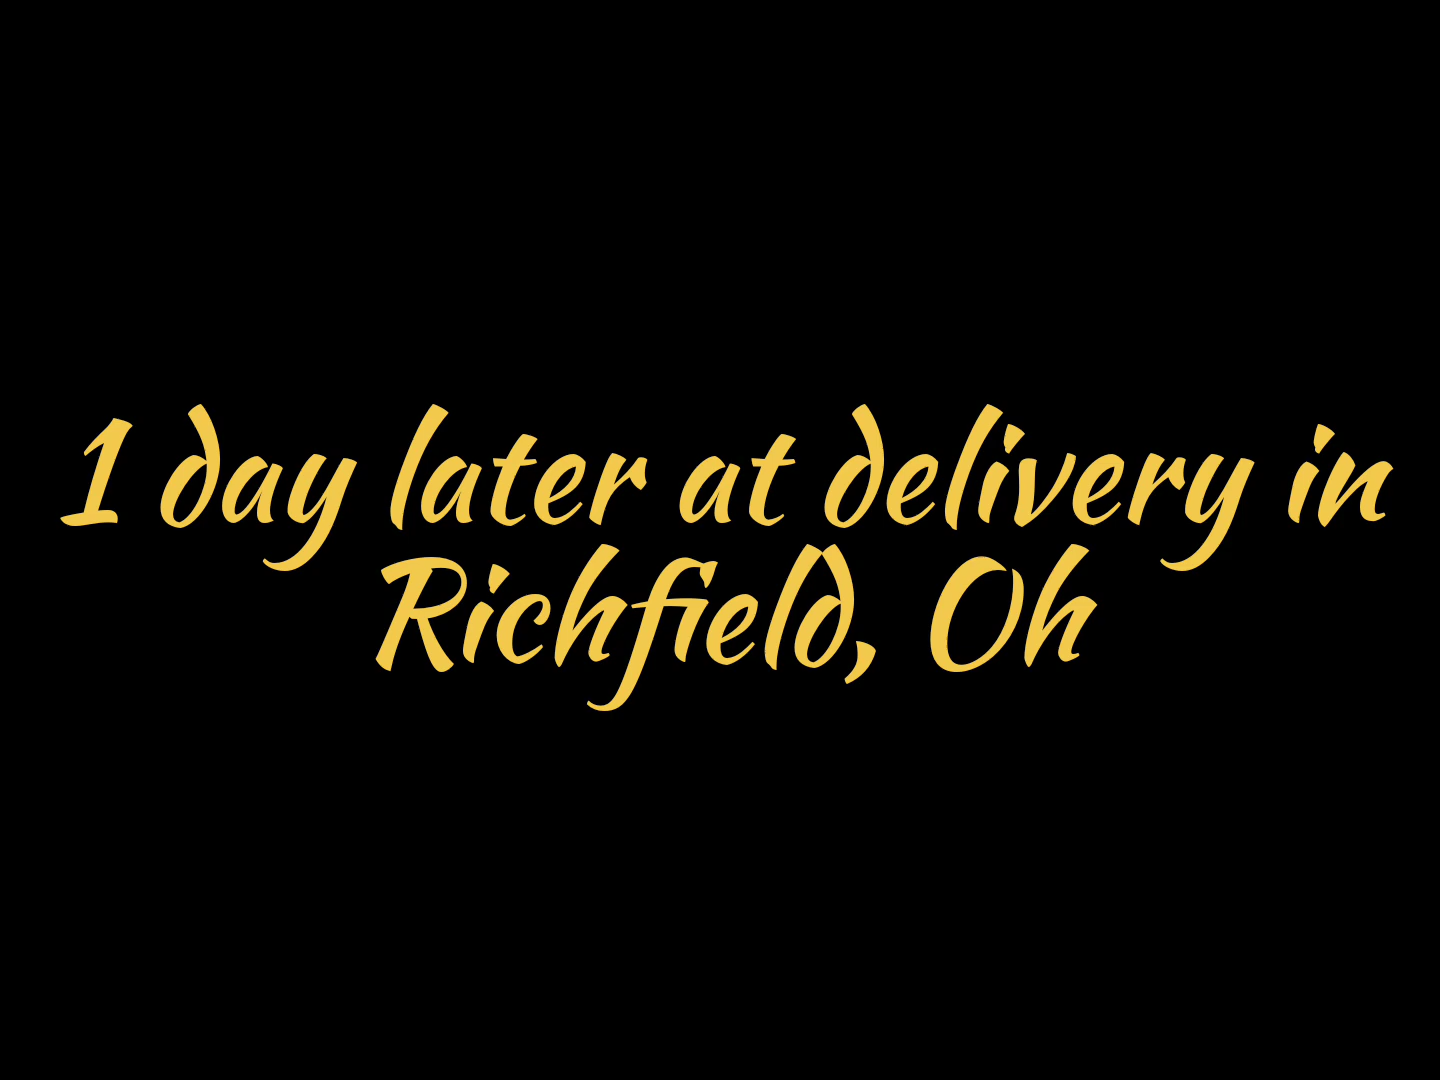 1 day later at delivery in
Richfield, Oh